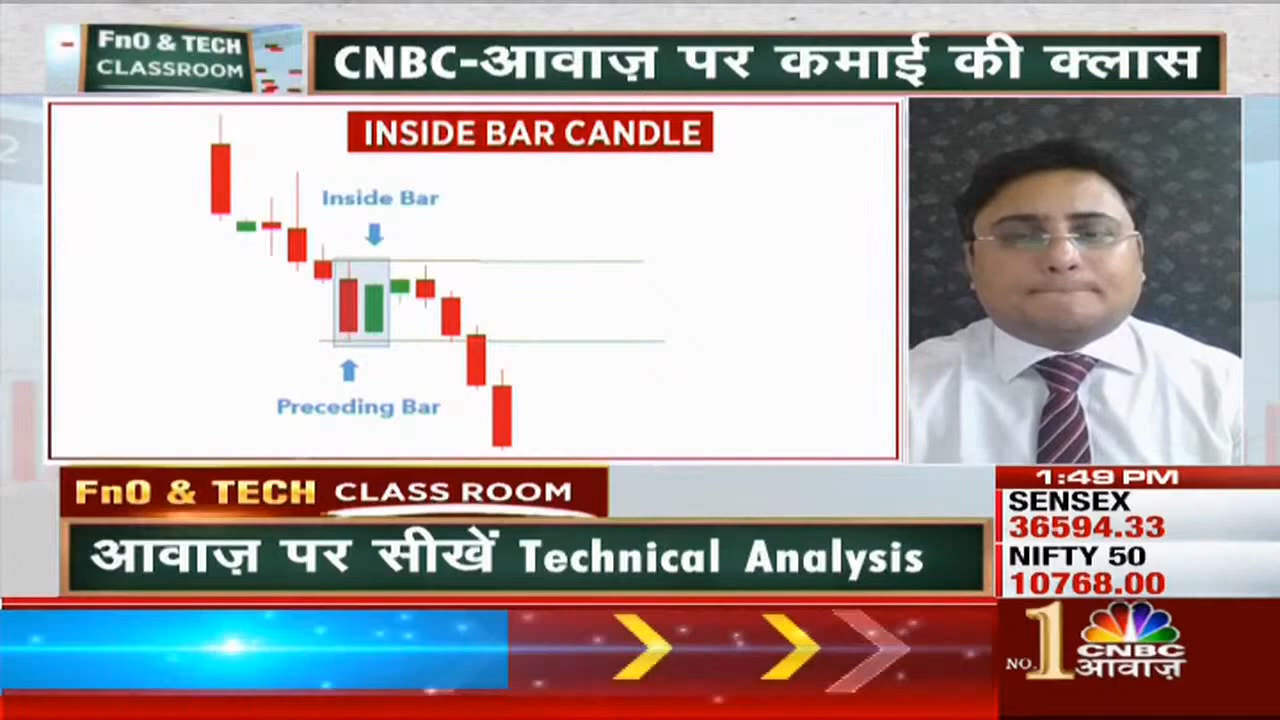 FnO & TECH
CLASSROOM
CNBC-आवाज़ पर कमाई की क्लास
2
INSIDE BAR CANDLE
Inside Bar
Preceding Bar
FnO & TECH CLASS ROOM
आवाज़ पर सीखें Technical Analysis
1:49 PM
SENSEX
36594.33
NIFTY 50
10768.00
NO. 1
CNBC
आवाज़